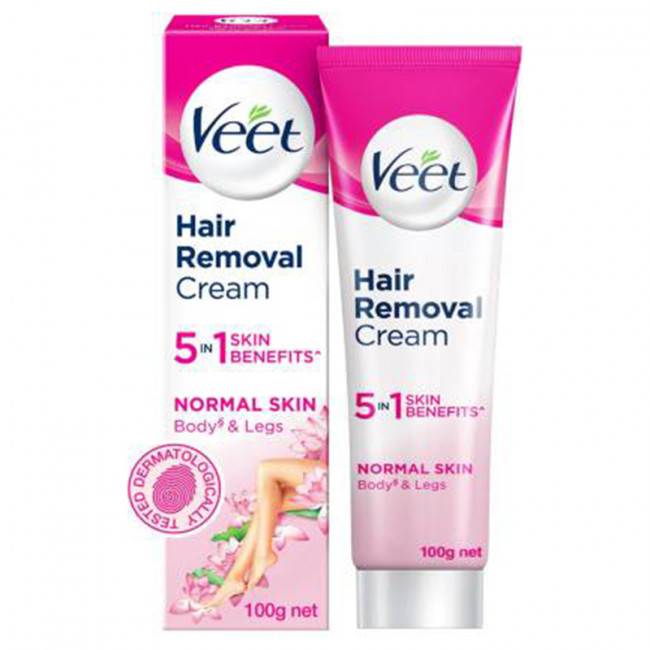 Veet
Hair
Removal
Cream
5 IN 1 SKIN
BENEFITS^
NORMAL SKIN
Body§ & Legs
DERMATOLOGICALLY
TESTED
100g net
Veet
Hair
Removal
Cream
5 IN 1 SKIN
BENEFITS^
NORMAL SKIN
Body§ & Legs
100g net